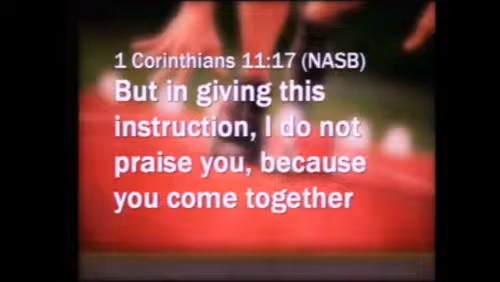 1 Corinthians 11:17 (NASB)
But in giving this
instruction, I do not
praise you, because
you come together